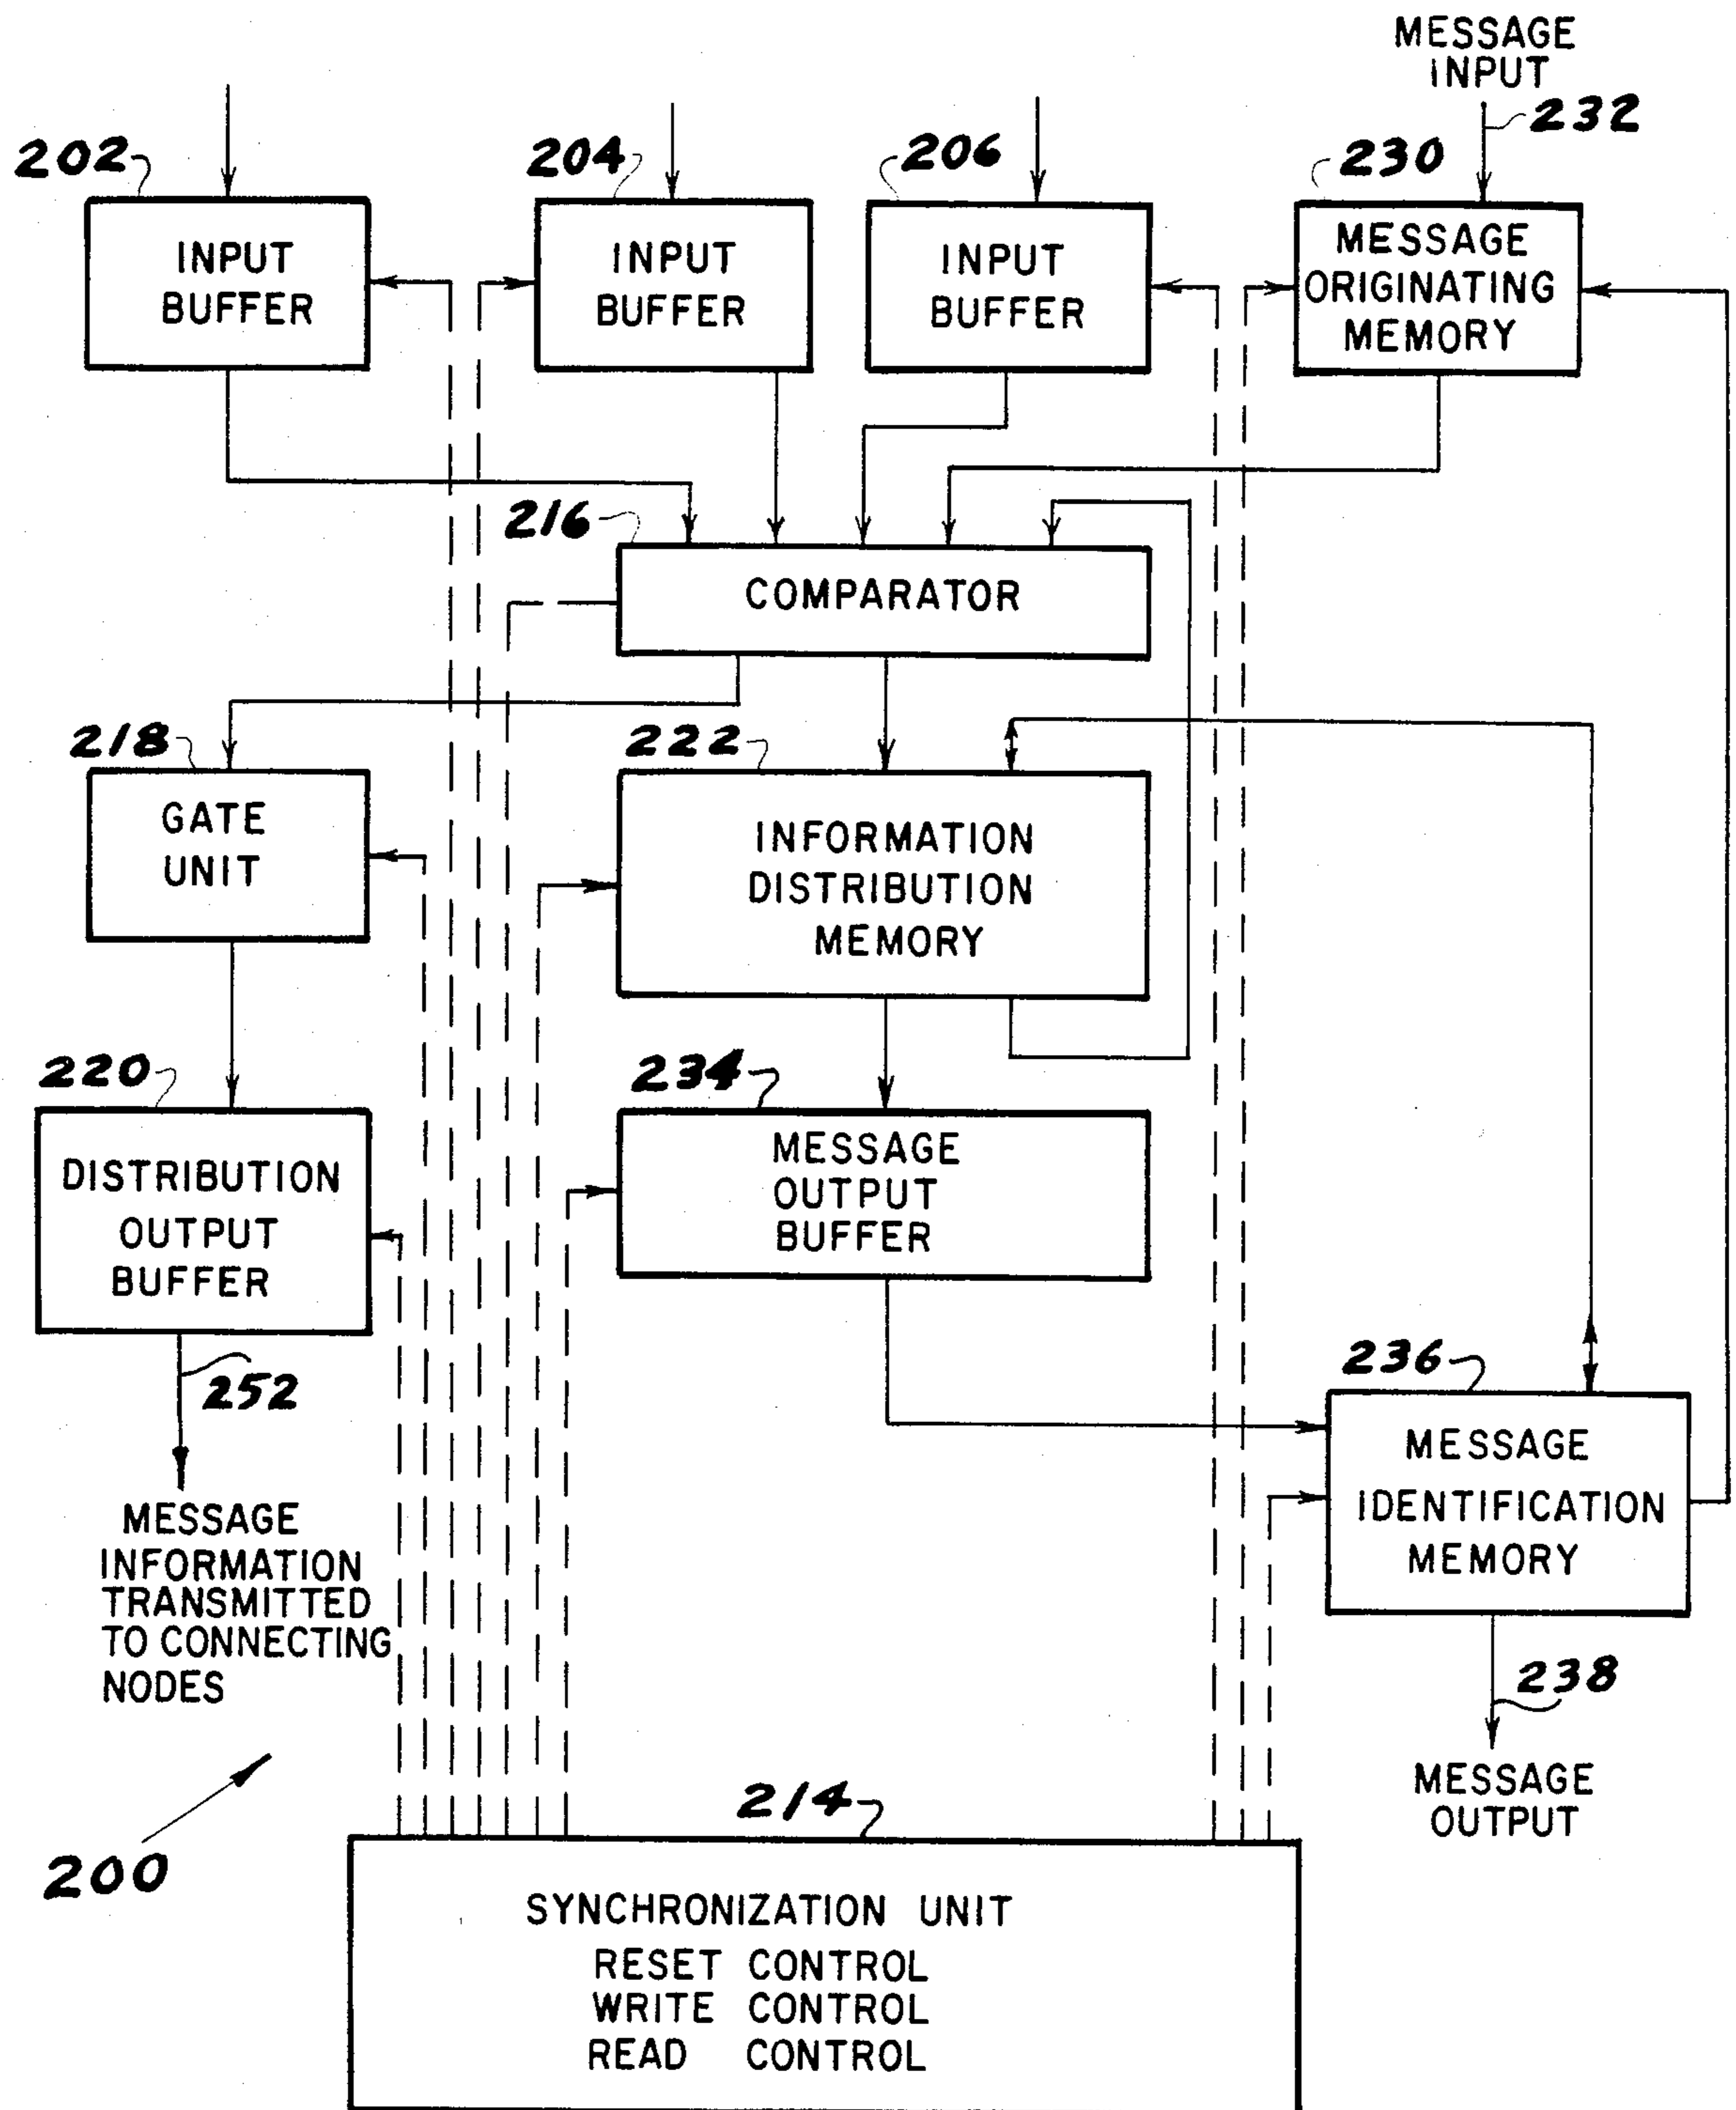 MESSAGE
INPUT
232
202
204
206
230
INPUT
BUFFER
INPUT
BUFFER
INPUT
BUFFER
MESSAGE
ORIGINATING
MEMORY
216
COMPARATOR
218
222
GATE
UNIT
INFORMATION
DISTRIBUTION
MEMORY
220
234
DISTRIBUTION
OUTPUT
BUFFER
MESSAGE
OUTPUT
BUFFER
252
236
MESSAGE
IDENTIFICATION
MEMORY
MESSAGE
INFORMATION
TRANSMITTED
TO CONNECTING
NODES
238
MESSAGE
OUTPUT
200
214
SYNCHRONIZATION UNIT
RESET CONTROL
WRITE CONTROL
READ CONTROL